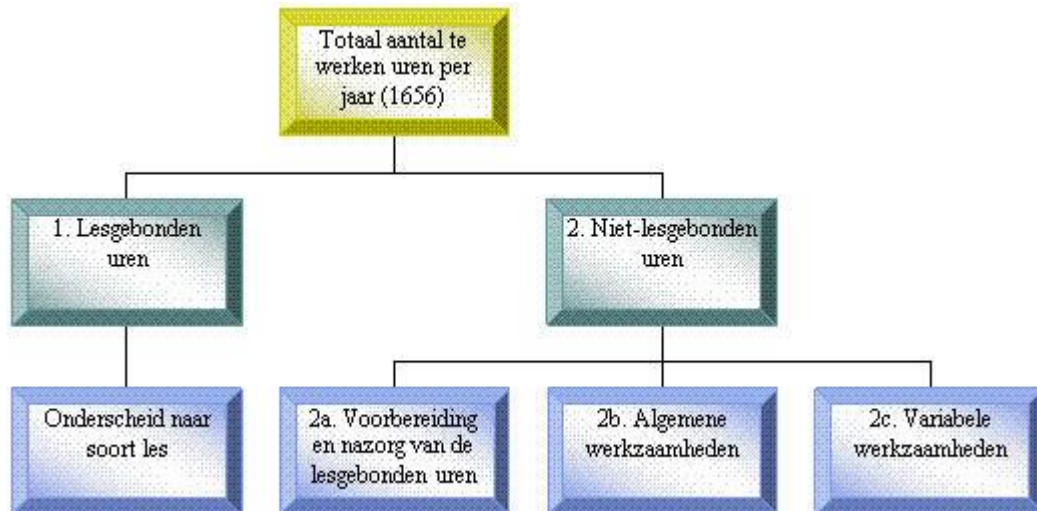 Totaal aantal te
werken uren per
jaar (1656)
1. Lesgebonden
uren
2. Niet-lesgebonden
uren
Onderscheid naar
soort les
2a. Voorbereiding
en nazorg van de
lesgebonden uren
2b. Algemene
werkzaamheden
2c. Variabele
werkzaamheden